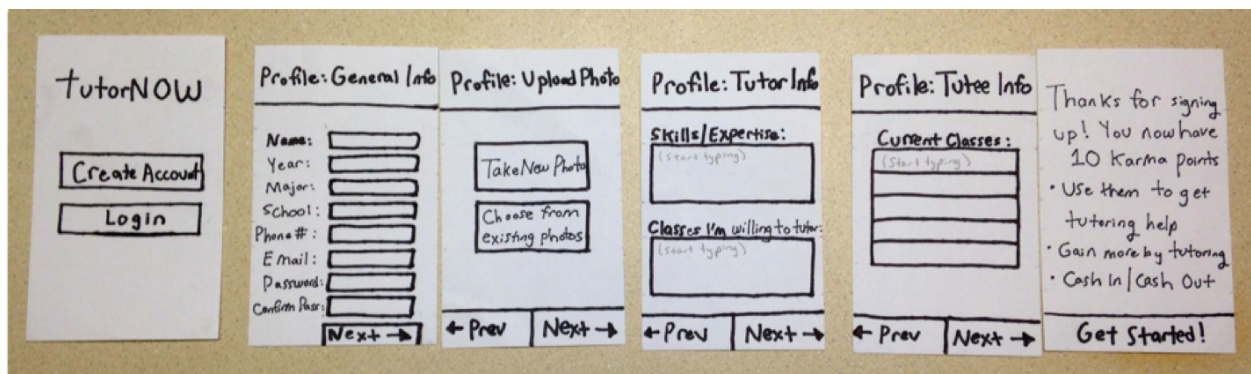 tutorNOW
Create Account
Login
Profile: General Info
Name:
Year:
Major:
School:
Phone #:
Email:
Password:
Confirm Pass:
Next →
Profile: Upload Photo
Take New Photo
Choose from
existing photos
← Prev
Next →
Profile: Tutor Info
Skills/Expertise:
(Start typing)
Classes I'm willing to tutor:
(Start typing)
← Prev
Next →
Profile: Tutee Info
Current Classes:
(Start typing)
← Prev
Next →
Thanks for signing
up! You now have
10 Karma points
• Use them to get
tutoring help
• Gain more by tutoring
• Cash In/Cash Out
Get Started!